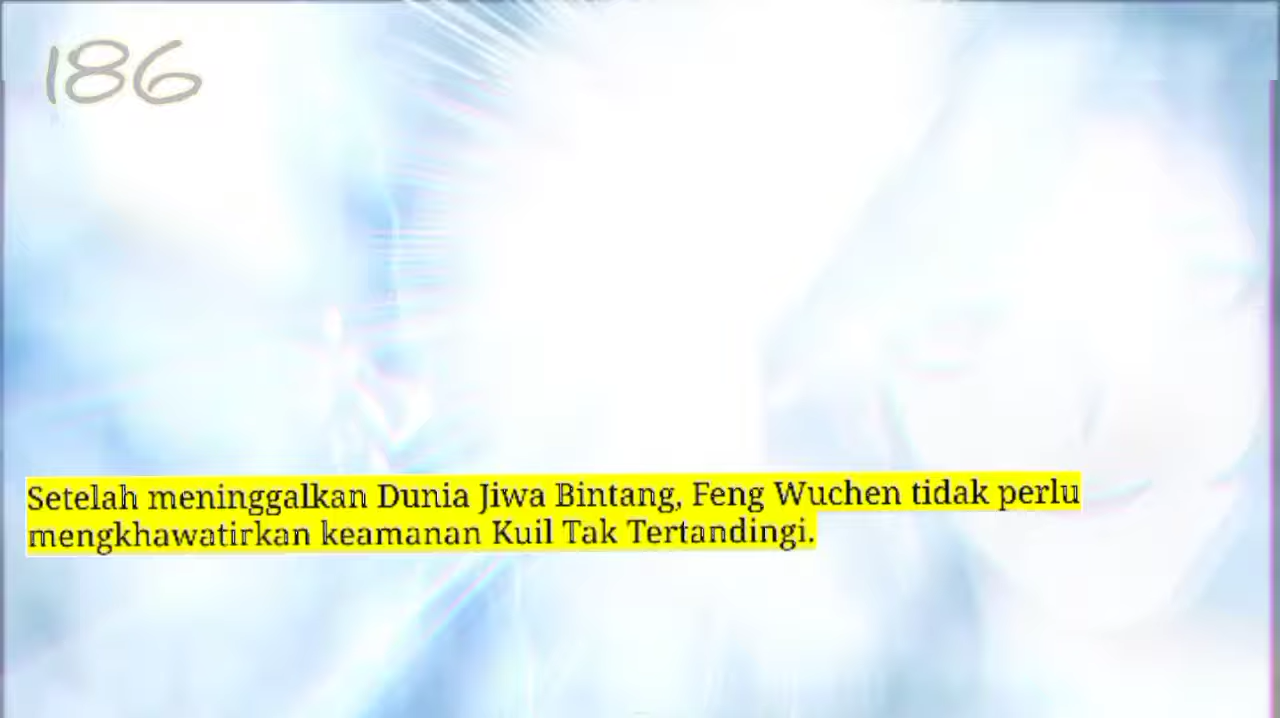 186
Setelah meninggalkan Dunia Jiwa Bintang, Feng Wuchen tidak perlu
mengkhawatirkan keamanan Kuil Tak Tertandingi.